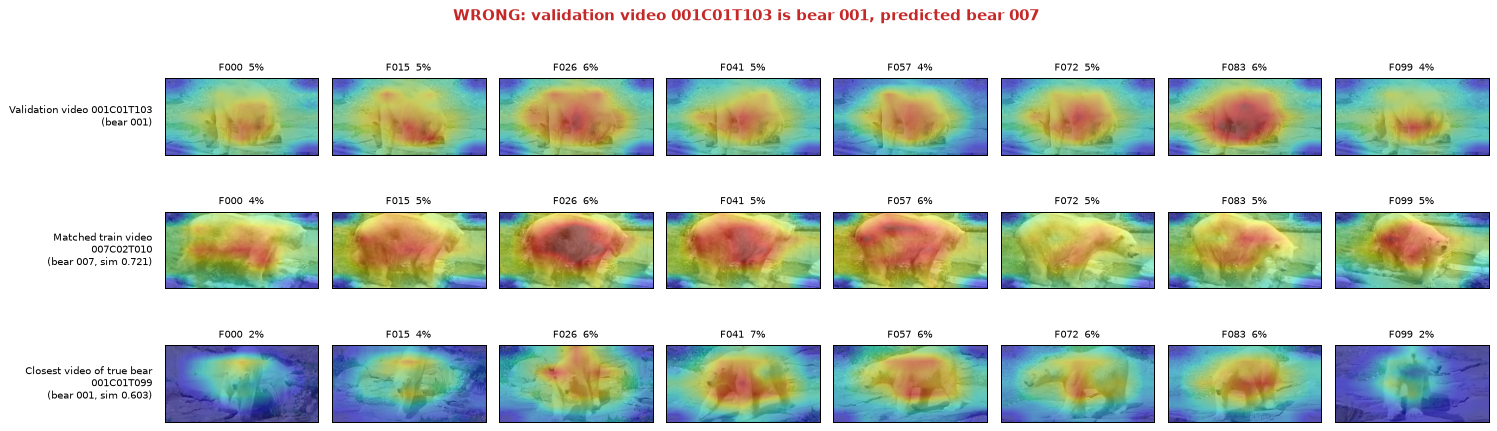 WRONG: validation video 001C01T103 is bear 001, predicted bear 007
F000 5%
F015 5%
F026 6%
F041 5%
F057 4%
F072 5%
F083 6%
F099 4%
Validation video 001C01T103
(bear 001)
F000 4%
F015 5%
F026 6%
F041 5%
F057 6%
F072 5%
F083 5%
F099 5%
Matched train video
007C02T010
(bear 007, sim 0.721)
F000 2%
F015 4%
F026 6%
F041 7%
F057 6%
F072 6%
F083 6%
F099 2%
Closest video of true bear
001C01T099
(bear 001, sim 0.603)